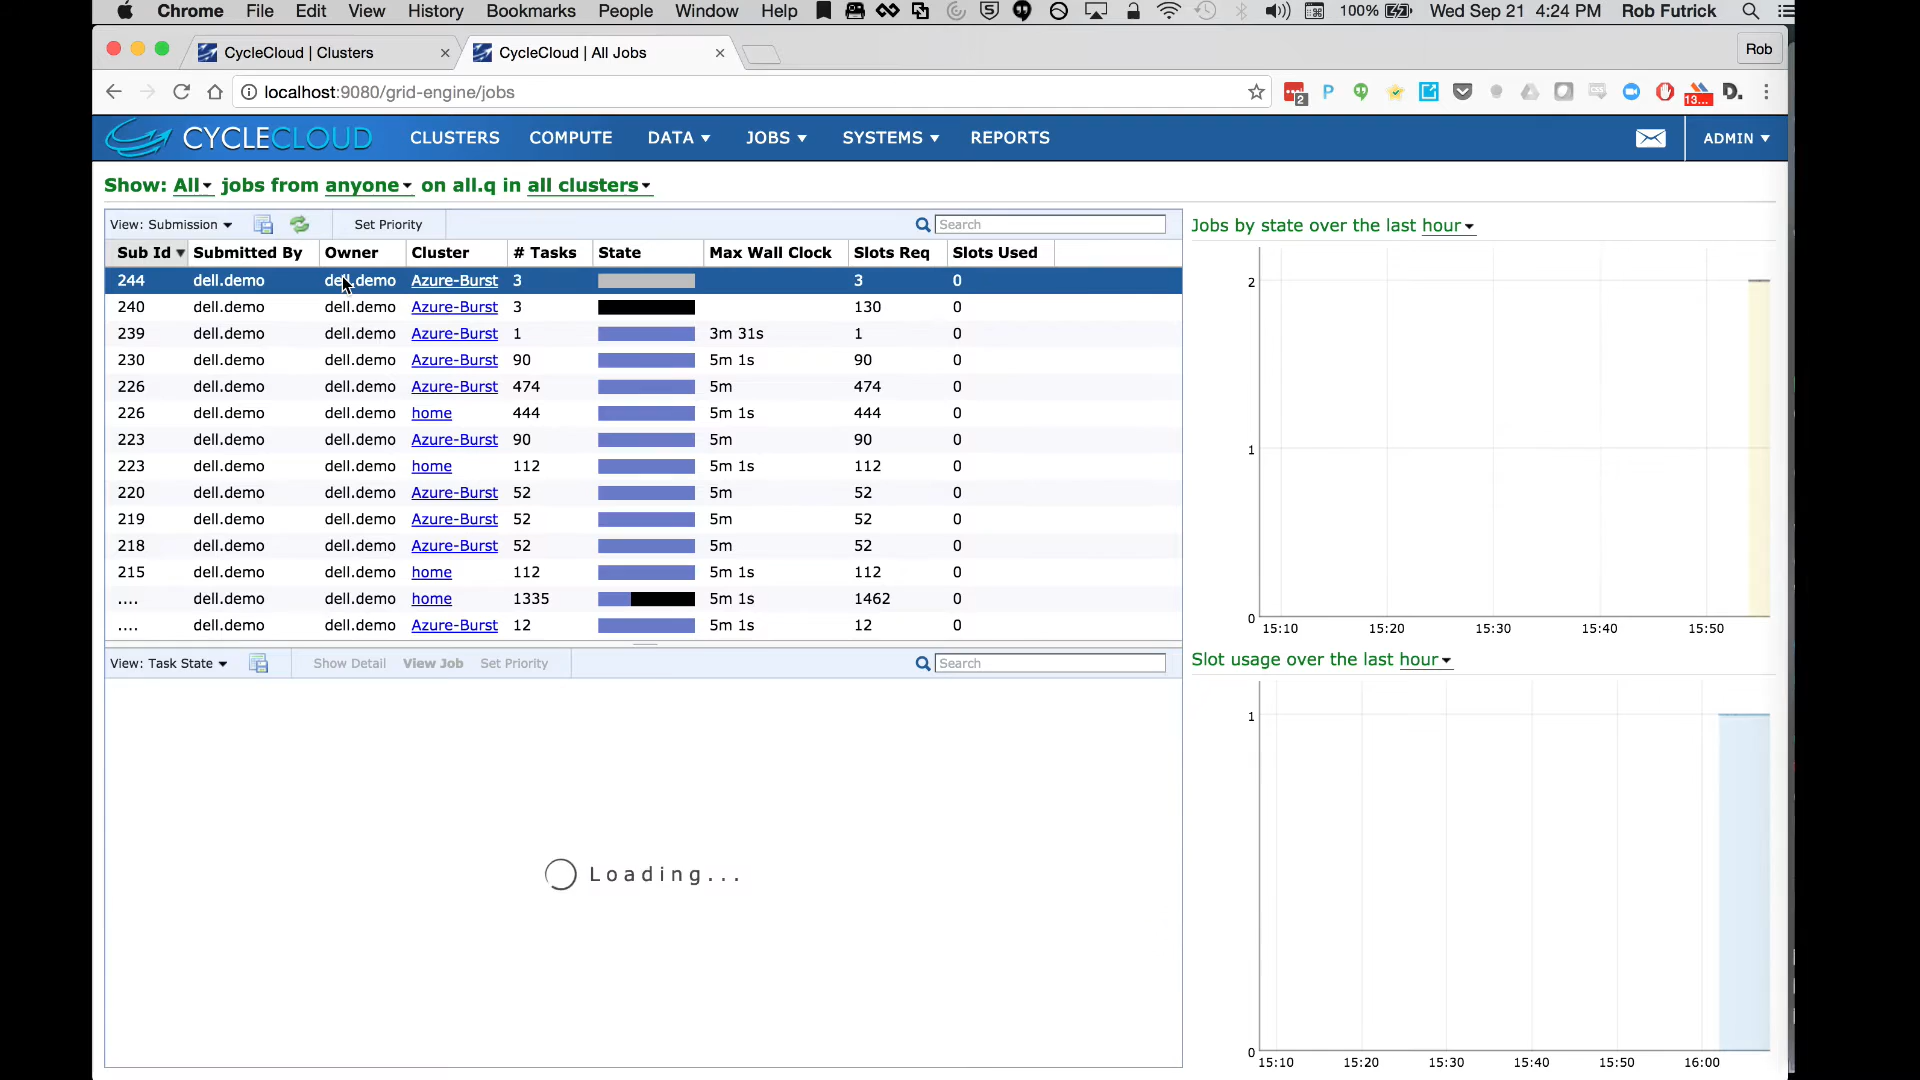 Chrome File Edit View History Bookmarks People Window Help 100% Wed Sep 21 4:24 PM Rob Futrick
CycleCloud | Clusters CycleCloud | All Jobs Rob
localhost:9080/grid-engine/jobs
CYCLECLOUD CLUSTERS COMPUTE DATA JOBS SYSTEMS REPORTS ADMIN
Show: All jobs from anyone on all.q in all clusters
View: Submission Set Priority Search
Sub Id Submitted By Owner Cluster # Tasks State Max Wall Clock Slots Req Slots Used
244 dell.demo dell.demo Azure-Burst 3 3 0
240 dell.demo dell.demo Azure-Burst 3 130 0
239 dell.demo dell.demo Azure-Burst 1 3m 31s 1 0
230 dell.demo dell.demo Azure-Burst 90 5m 1s 90 0
226 dell.demo dell.demo Azure-Burst 474 5m 474 0
226 dell.demo dell.demo home 444 5m 1s 444 0
223 dell.demo dell.demo Azure-Burst 90 5m 90 0
223 dell.demo dell.demo home 112 5m 1s 112 0
220 dell.demo dell.demo Azure-Burst 52 5m 52 0
219 dell.demo dell.demo Azure-Burst 52 5m 52 0
218 dell.demo dell.demo Azure-Burst 52 5m 52 0
215 dell.demo dell.demo home 112 5m 1s 112 0
.... dell.demo dell.demo home 1335 5m 1s 1462 0
.... dell.demo dell.demo Azure-Burst 12 5m 1s 12 0
View: Task State Show Detail View Job Set Priority Search
Loading...
Jobs by state over the last hour
2
1
0
15:10 15:20 15:30 15:40 15:50
Slot usage over the last hour
1
0
15:10 15:20 15:30 15:40 15:50 16:00